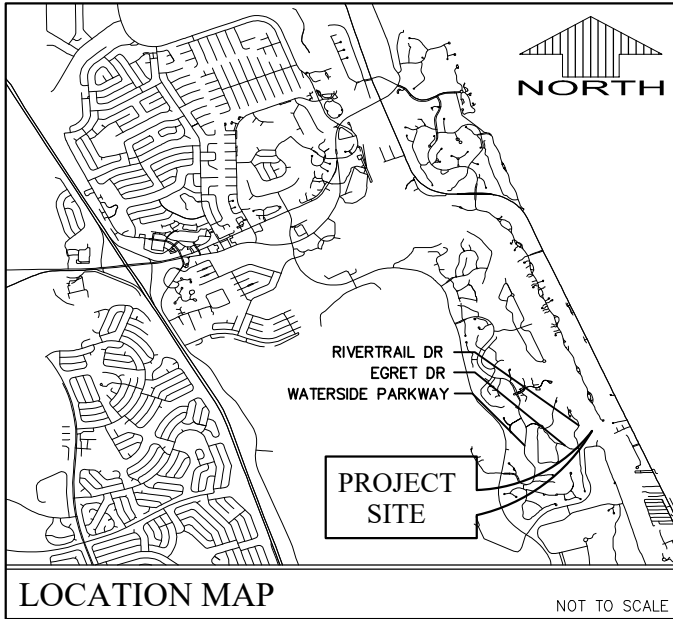 NORTH
RIVERTRAIL DR
EGRET DR
WATERSIDE PARKWAY
PROJECT
SITE
LOCATION MAP
NOT TO SCALE